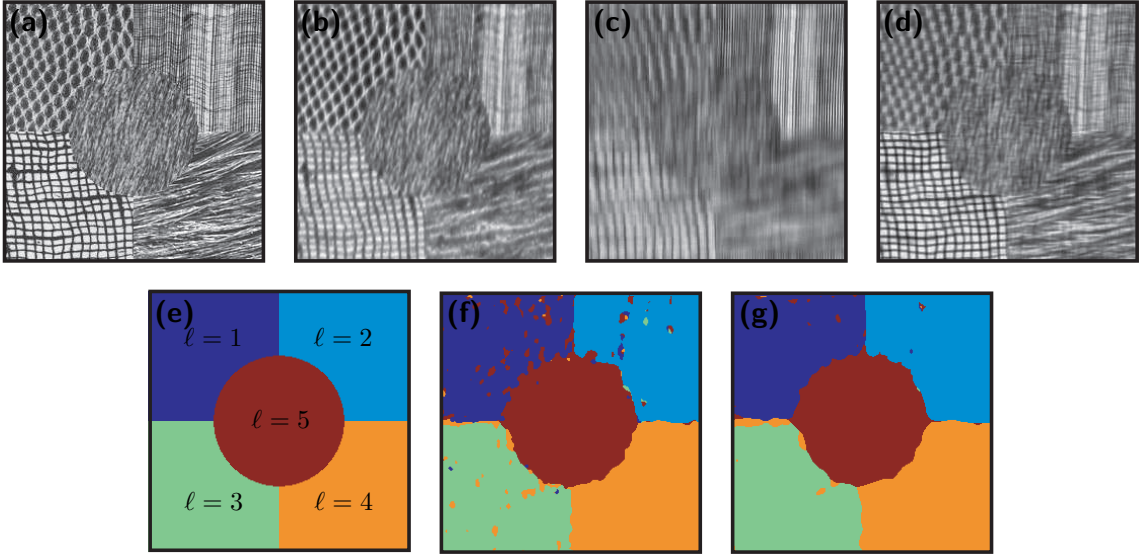 (a) (b) (c) (d)
(e) (f) (g)
ℓ = 1 ℓ = 2
ℓ = 5
ℓ = 3 ℓ = 4